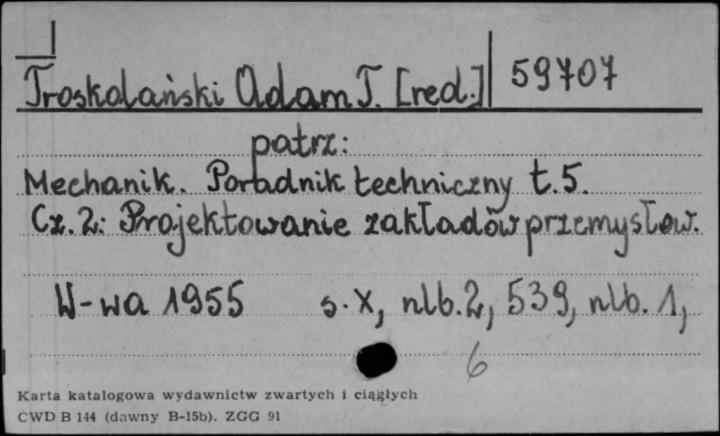 Troskolański Adam T. [red.] 59707
patrz:
Mechanik. Poradnik techniczny t. 5.
Cz. 2: Projektowanie zakładów przemysłow.
W-wa 1955 s. X, nlb. 2, 539, nlb. 1,
6
Karta katalogowa wydawnictw zwartych i ciągłych
CWD B 144 (dawny B-15b). ZGG 91